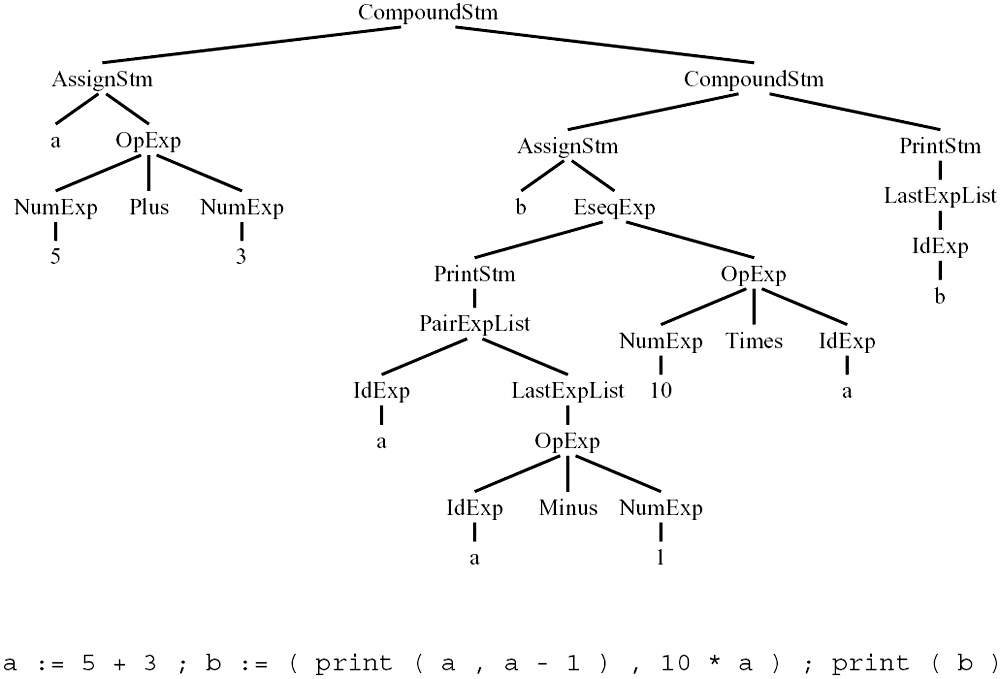 CompoundStm
AssignStm CompoundStm
a OpExp AssignStm PrintStm
NumExp Plus NumExp b EseqExp LastExpList
5 3 IdExp
PrintStm OpExp b
PairExpList NumExp Times IdExp
IdExp LastExpList 10 a
a OpExp
IdExp Minus NumExp
a 1
a := 5 + 3 ; b := ( print ( a , a - 1 ) , 10 * a ) ; print ( b )